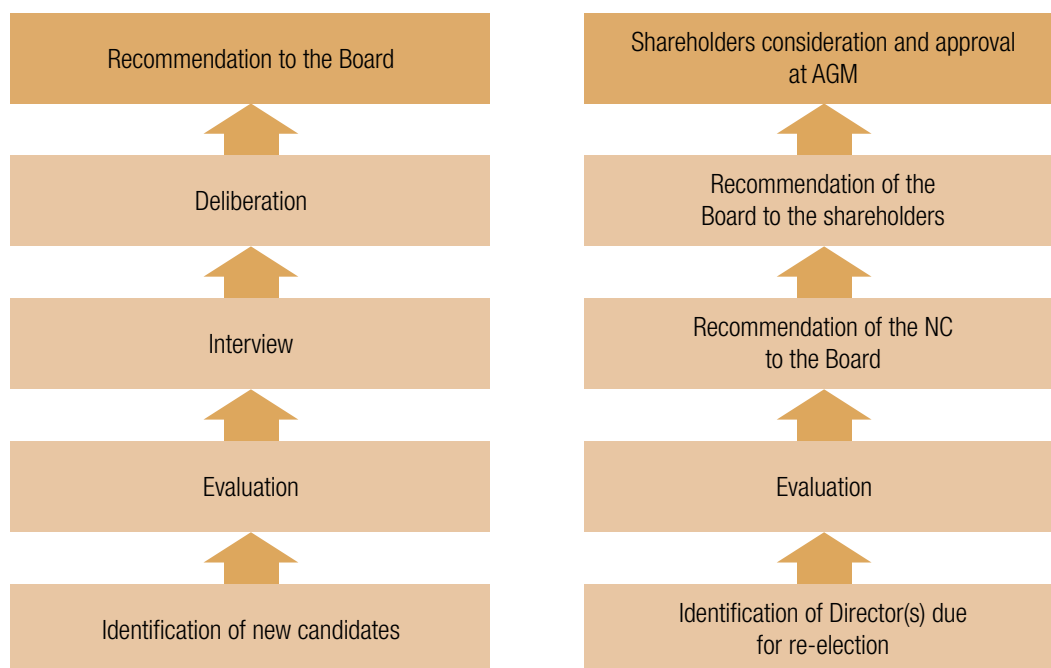 Recommendation to the Board
Deliberation
Interview
Evaluation
Identification of new candidates
Shareholders consideration and approval
at AGM
Recommendation of the
Board to the shareholders
Recommendation of the NC
to the Board
Evaluation
Identification of Director(s) due
for re-election